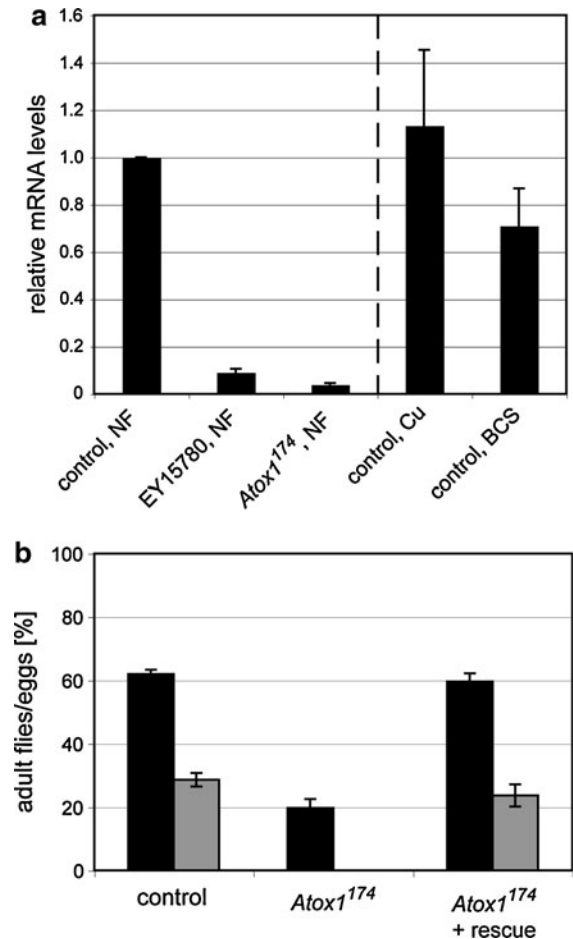 a
relative mRNA levels
1.6
1.4
1.2
1.0
0.8
0.6
0.4
0.2
0
control, NF
EY15780, NF
Atox1¹⁷⁴, NF
control, Cu
control, BCS
b
adult flies/eggs [%]
100
80
60
40
20
0
control
Atox1¹⁷⁴
Atox1¹⁷⁴
+ rescue